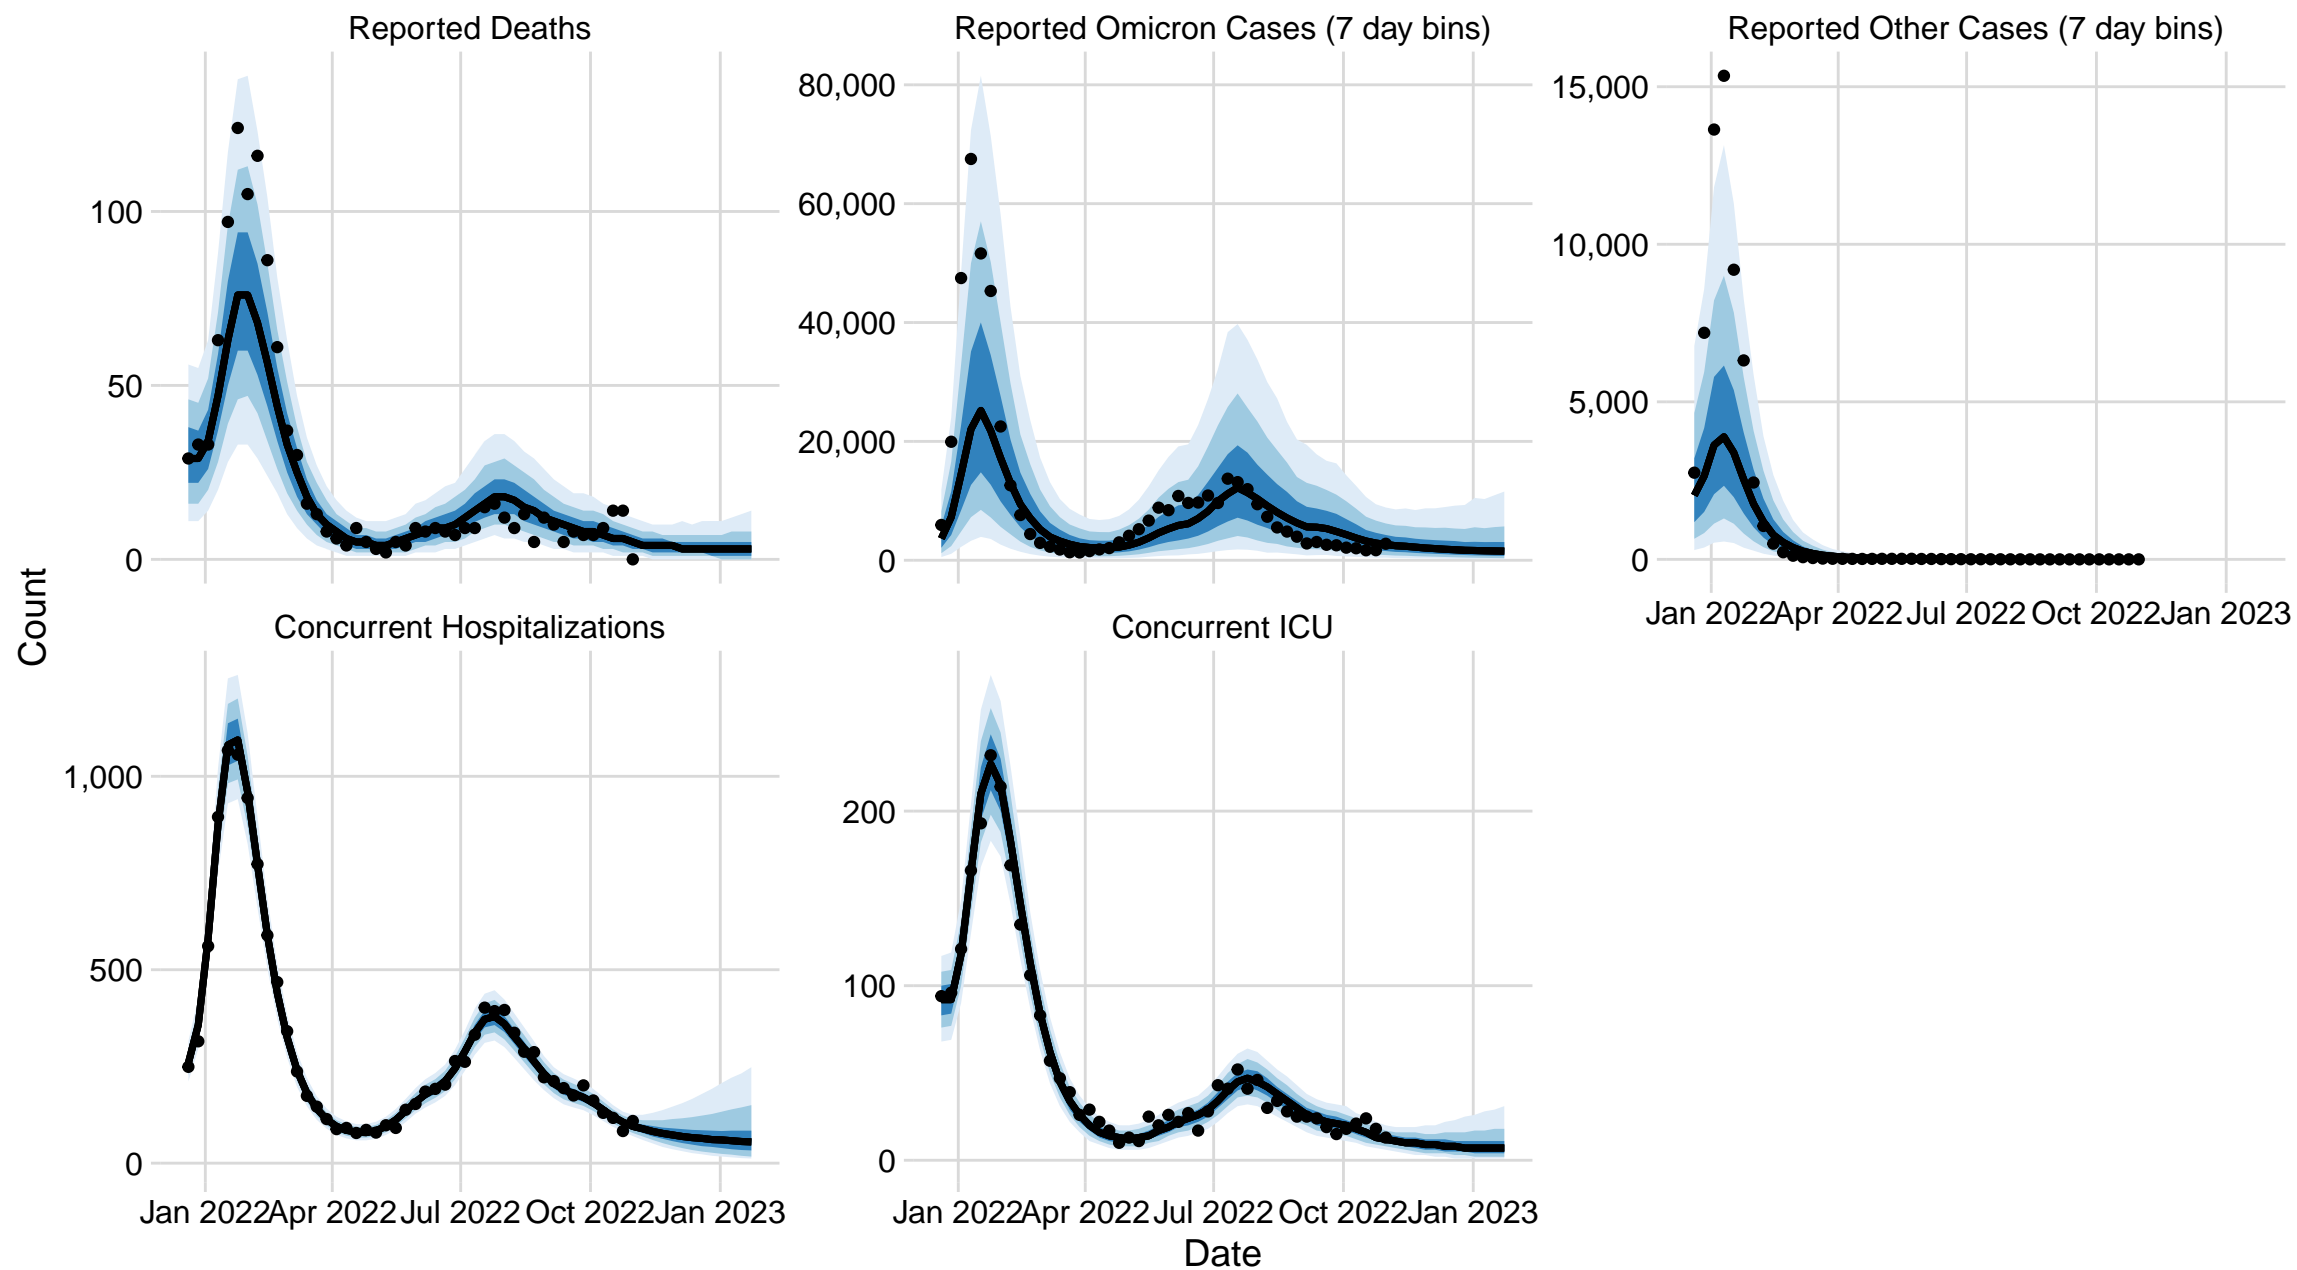 Reported Deaths
Reported Omicron Cases (7 day bins)
Reported Other Cases (7 day bins)
100
50
0
80,000
60,000
40,000
20,000
0
15,000
10,000
5,000
0
Jan 2022 Apr 2022 Jul 2022 Oct 2022 Jan 2023
Count
Concurrent Hospitalizations
Concurrent ICU
1,000
500
0
200
100
0
Jan 2022 Apr 2022 Jul 2022 Oct 2022 Jan 2023
Jan 2022 Apr 2022 Jul 2022 Oct 2022 Jan 2023
Date